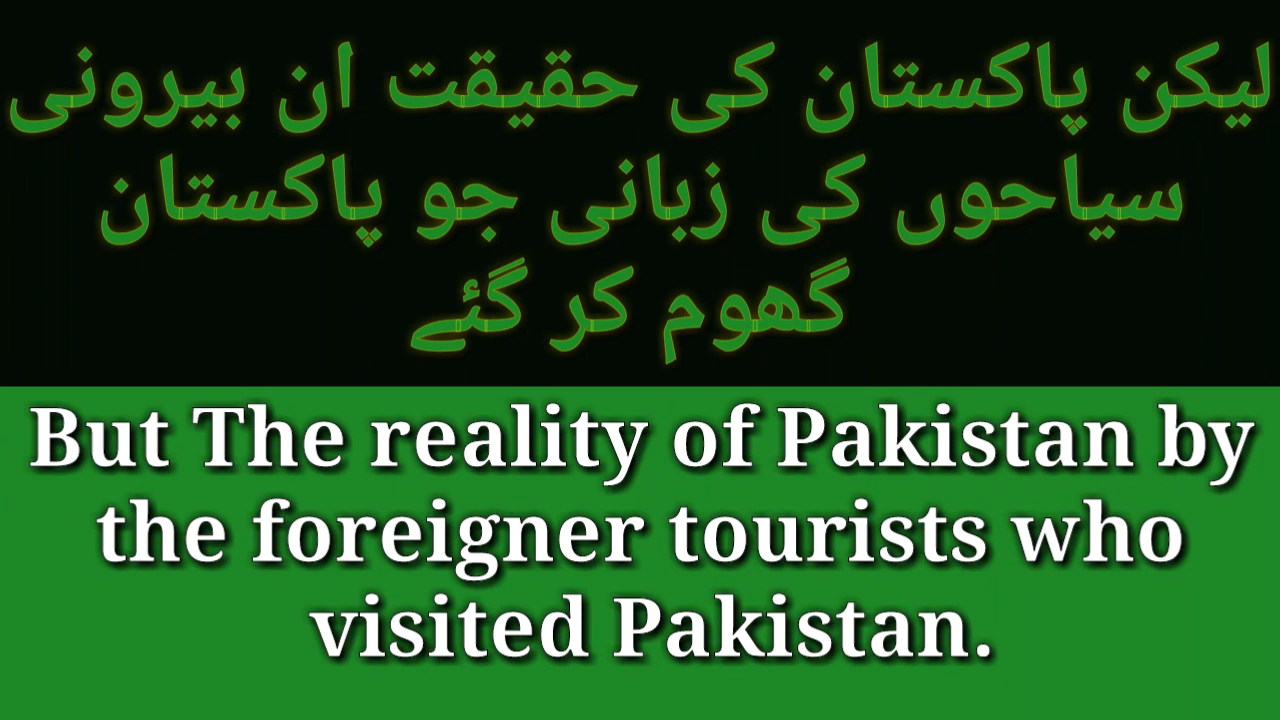 لیکن پاکستان کی حقیقت ان بیرونی
سیاحوں کی زبانی جو پاکستان
گھوم کر گئے
But The reality of Pakistan by
the foreigner tourists who
visited Pakistan.